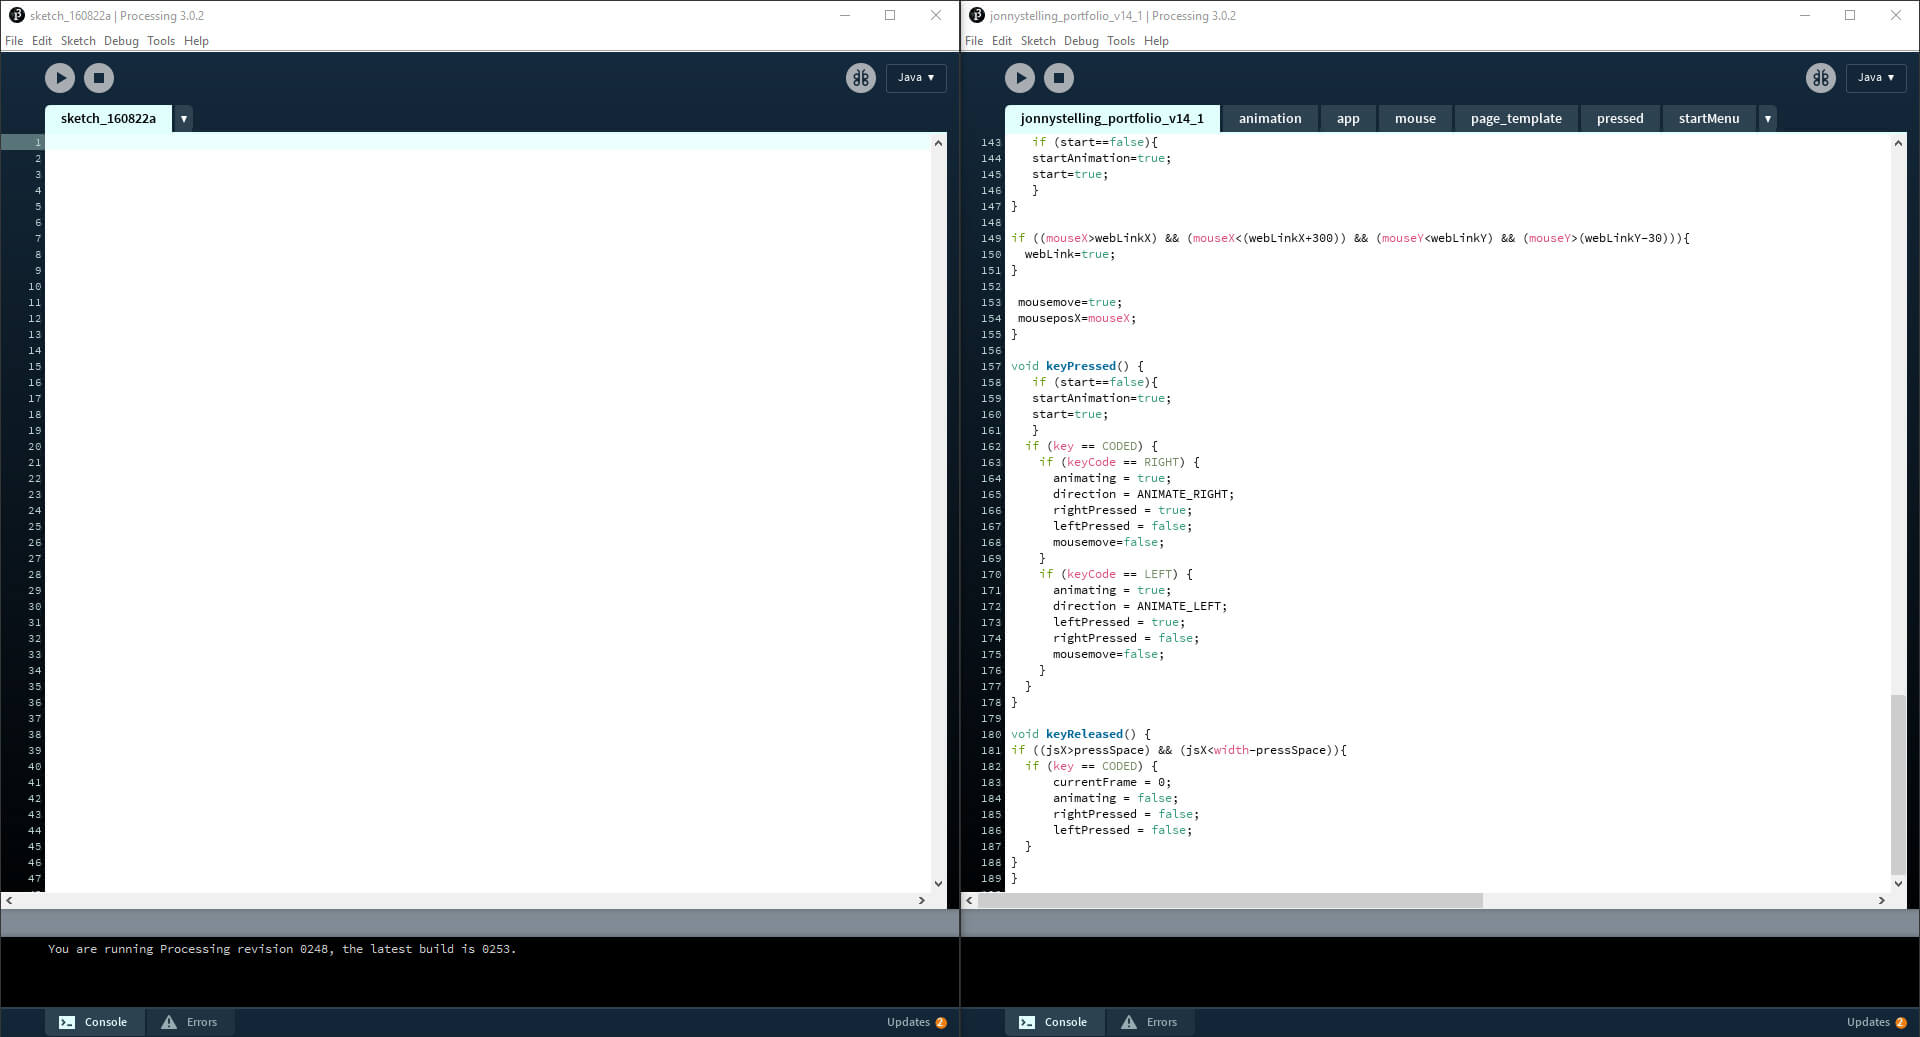 sketch_160822a | Processing 3.0.2
File Edit Sketch Debug Tools Help
Java ▾
sketch_160822a ▾
1
2
3
4
5
6
7
8
9
10
11
12
13
14
15
16
17
18
19
20
21
22
23
24
25
26
27
28
29
30
31
32
33
34
35
36
37
38
39
40
41
42
43
44
45
46
47
You are running Processing revision 0248, the latest build is 0253.
Console Errors Updates 2
jonnystelling_portfolio_v14_1 | Processing 3.0.2
File Edit Sketch Debug Tools Help
Java ▾
jonnystelling_portfolio_v14_1 animation app mouse page_template pressed startMenu ▾
143    if (start==false){
144    startAnimation=true;
145    start=true;
146    }
147 }
148
149 if ((mouseX>webLinkX) && (mouseX<(webLinkX+300)) && (mouseY<webLinkY) && (mouseY>(webLinkY-30))){
150   webLink=true;
151 }
152
153  mousemove=true;
154  mouseposX=mouseX;
155 }
156
157 void keyPressed() {
158    if (start==false){
159    startAnimation=true;
160    start=true;
161    }
162   if (key == CODED) {
163     if (keyCode == RIGHT) {
164       animating = true;
165       direction = ANIMATE_RIGHT;
166       rightPressed = true;
167       leftPressed = false;
168       mousemove=false;
169     }
170     if (keyCode == LEFT) {
171       animating = true;
172       direction = ANIMATE_LEFT;
173       leftPressed = true;
174       rightPressed = false;
175       mousemove=false;
176     }
177   }
178 }
179
180 void keyReleased() {
181 if ((jsX>pressSpace) && (jsX<width-pressSpace)){
182   if (key == CODED) {
183       currentFrame = 0;
184       animating = false;
185       rightPressed = false;
186       leftPressed = false;
187   }
188 }
189 }
Console Errors Updates 2